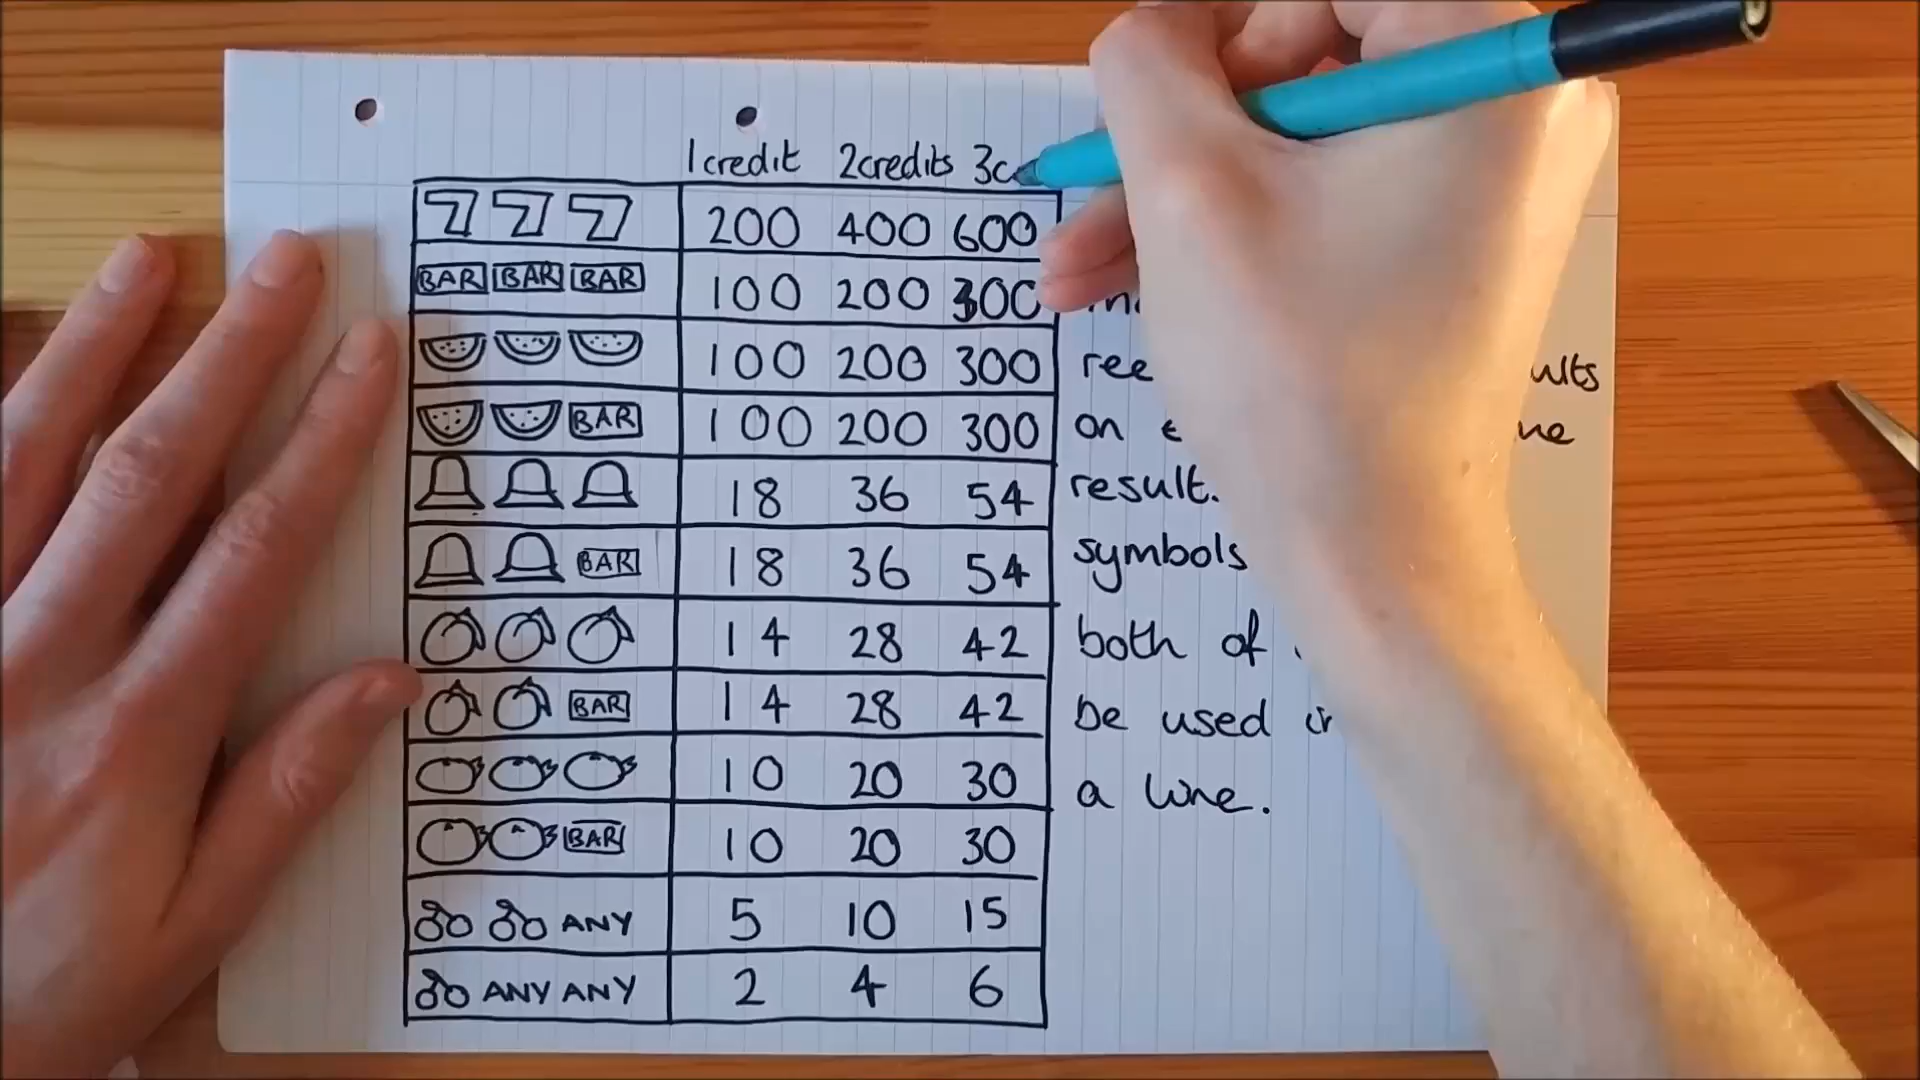 1credit 2credits 3c
7 7 7 200 400 600
BAR BAR BAR 100 200 300
100 200 300
BAR 100 200 300
18 36 54
BAR 18 36 54
14 28 42
BAR 14 28 42
10 20 30
BAR 10 20 30
ANY 5 10 15
ANY ANY 2 4 6
on
result.
symbols
both of
be used
a line.